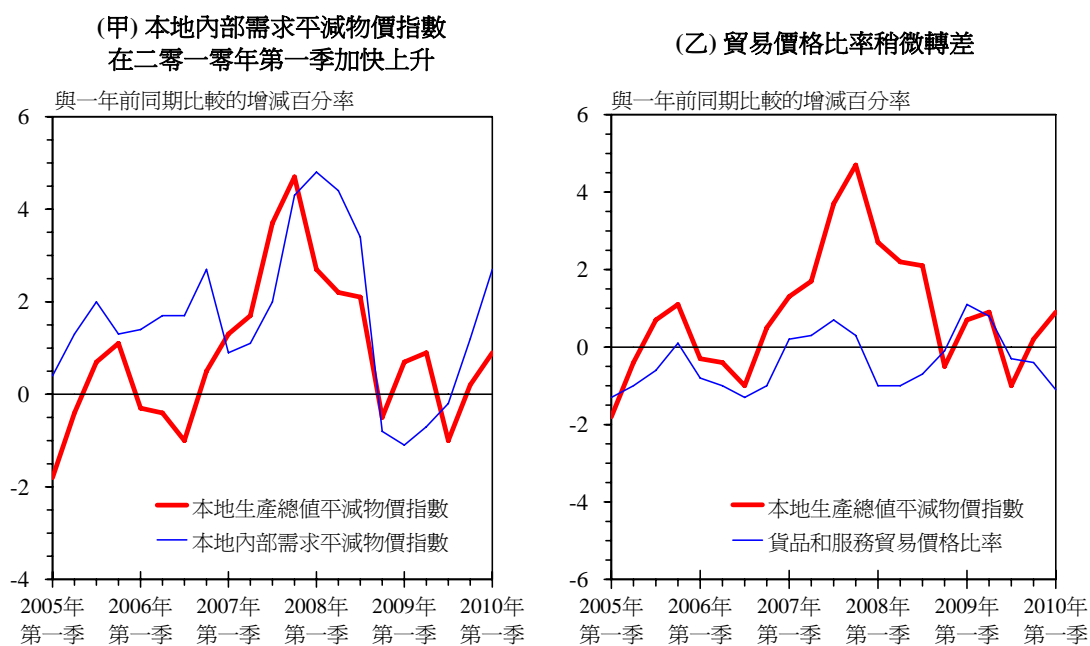 (甲) 本地內部需求平減物價指數
在二零一零年第一季加快上升
與一年前同期比較的增減百分率
6
4
2
0
-2
-4
本地生產總值平減物價指數
本地內部需求平減物價指數
2005年 2006年 2007年 2008年 2009年 2010年
第一季 第一季 第一季 第一季 第一季 第一季
(乙) 貿易價格比率稍微轉差
與一年前同期比較的增減百分率
6
4
2
0
-2
-4
-6
本地生產總值平減物價指數
貨品和服務貿易價格比率
2005年 2006年 2007年 2008年 2009年 2010年
第一季 第一季 第一季 第一季 第一季 第一季